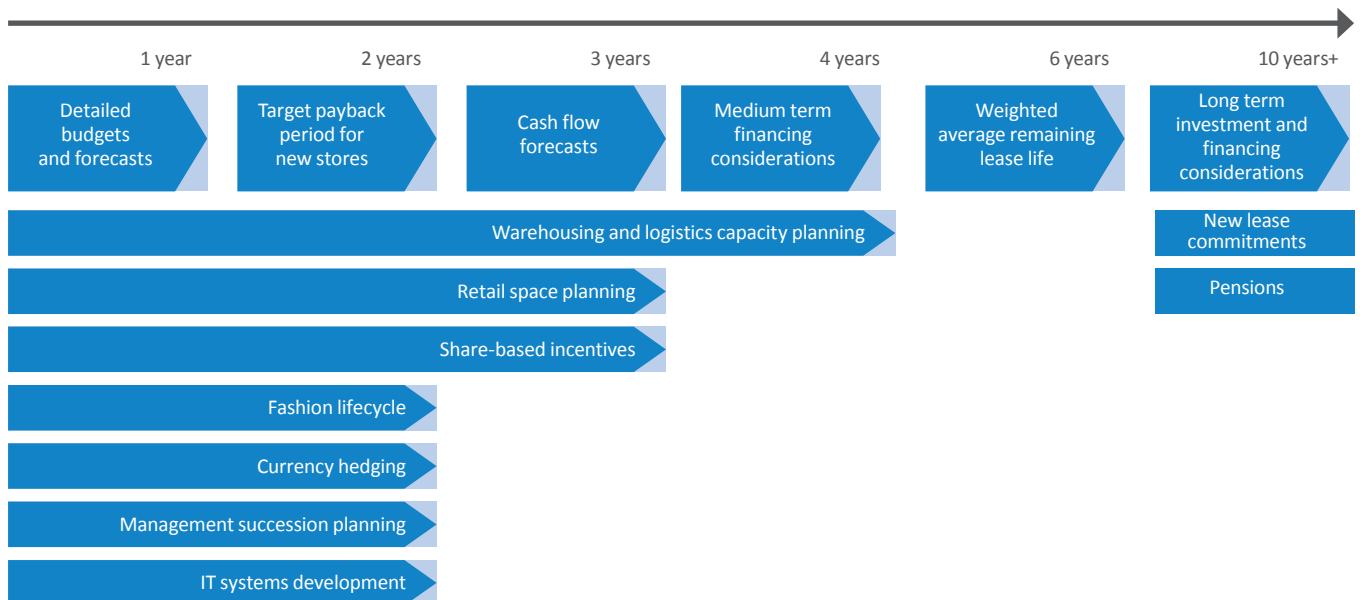 1 year
2 years
3 years
4 years
6 years
10 years+
Detailed
budgets
and forecasts
Target payback
period for
new stores
Cash flow
forecasts
Medium term
financing
considerations
Weighted
average remaining
lease life
Long term
investment and
financing
considerations
Warehousing and logistics capacity planning
New lease
commitments
Retail space planning
Pensions
Share-based incentives
Fashion lifecycle
Currency hedging
Management succession planning
IT systems development